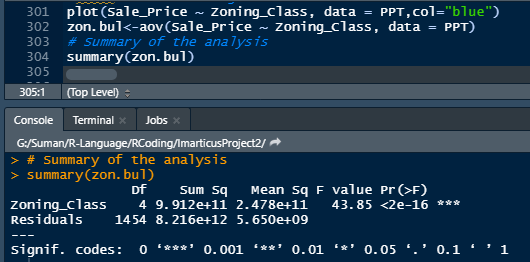 301 plot(Sale_Price ~ Zoning_Class, data = PPT,col="blue")
302 zon.bul<-aov(Sale_Price ~ Zoning_Class, data = PPT)
303 # Summary of the analysis
304 summary(zon.bul)
305
305:1 (Top Level)
Console Terminal × Jobs ×
G:/Suman/R-Language/RCoding/ImarticusProject2/
> # Summary of the analysis
> summary(zon.bul)
Df Sum Sq Mean Sq F value Pr(>F)
Zoning_Class 4 9.912e+11 2.478e+11 43.85 <2e-16 ***
Residuals 1454 8.216e+12 5.650e+09
---
Signif. codes: 0 ‘***’ 0.001 ‘**’ 0.01 ‘*’ 0.05 ‘.’ 0.1 ‘ ’ 1